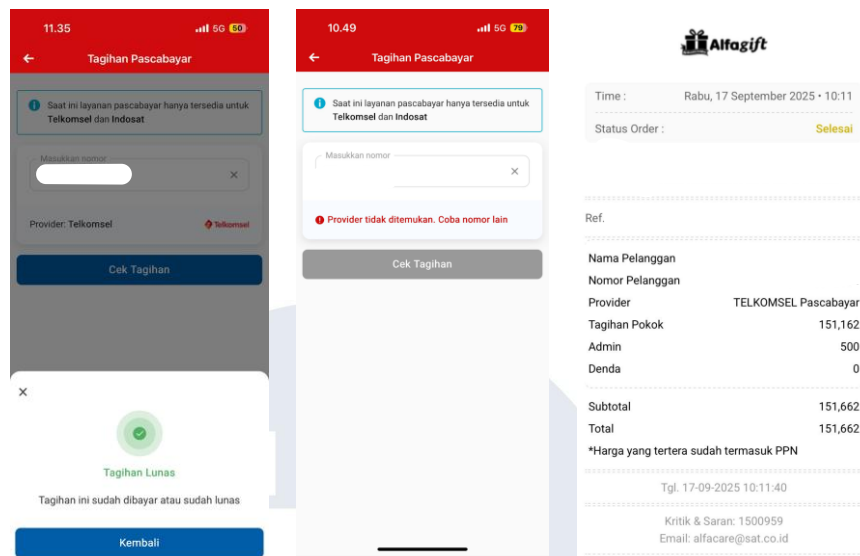 11.35
5G 50
Tagihan Pascabayar
Saat ini layanan pascabayar hanya tersedia untuk
Telkomsel dan Indosat
Masukkan nomor
Provider: Telkomsel
Telkomsel
Cek Tagihan
Tagihan Lunas
Tagihan ini sudah dibayar atau sudah lunas
Kembali
10.49
5G 79
Tagihan Pascabayar
Saat ini layanan pascabayar hanya tersedia untuk
Telkomsel dan Indosat
Masukkan nomor
Provider tidak ditemukan. Coba nomor lain
Cek Tagihan
Alfagift
Time : Rabu, 17 September 2025 • 10:11
Status Order : Selesai
Ref.
Nama Pelanggan
Nomor Pelanggan
Provider TELKOMSEL Pascabayar
Tagihan Pokok 151,162
Admin 500
Denda 0
Subtotal 151,662
Total 151,662
*Harga yang tertera sudah termasuk PPN
Tgl. 17-09-2025 10:11:40
Kritik & Saran: 1500959
Email: alfacare@sat.co.id